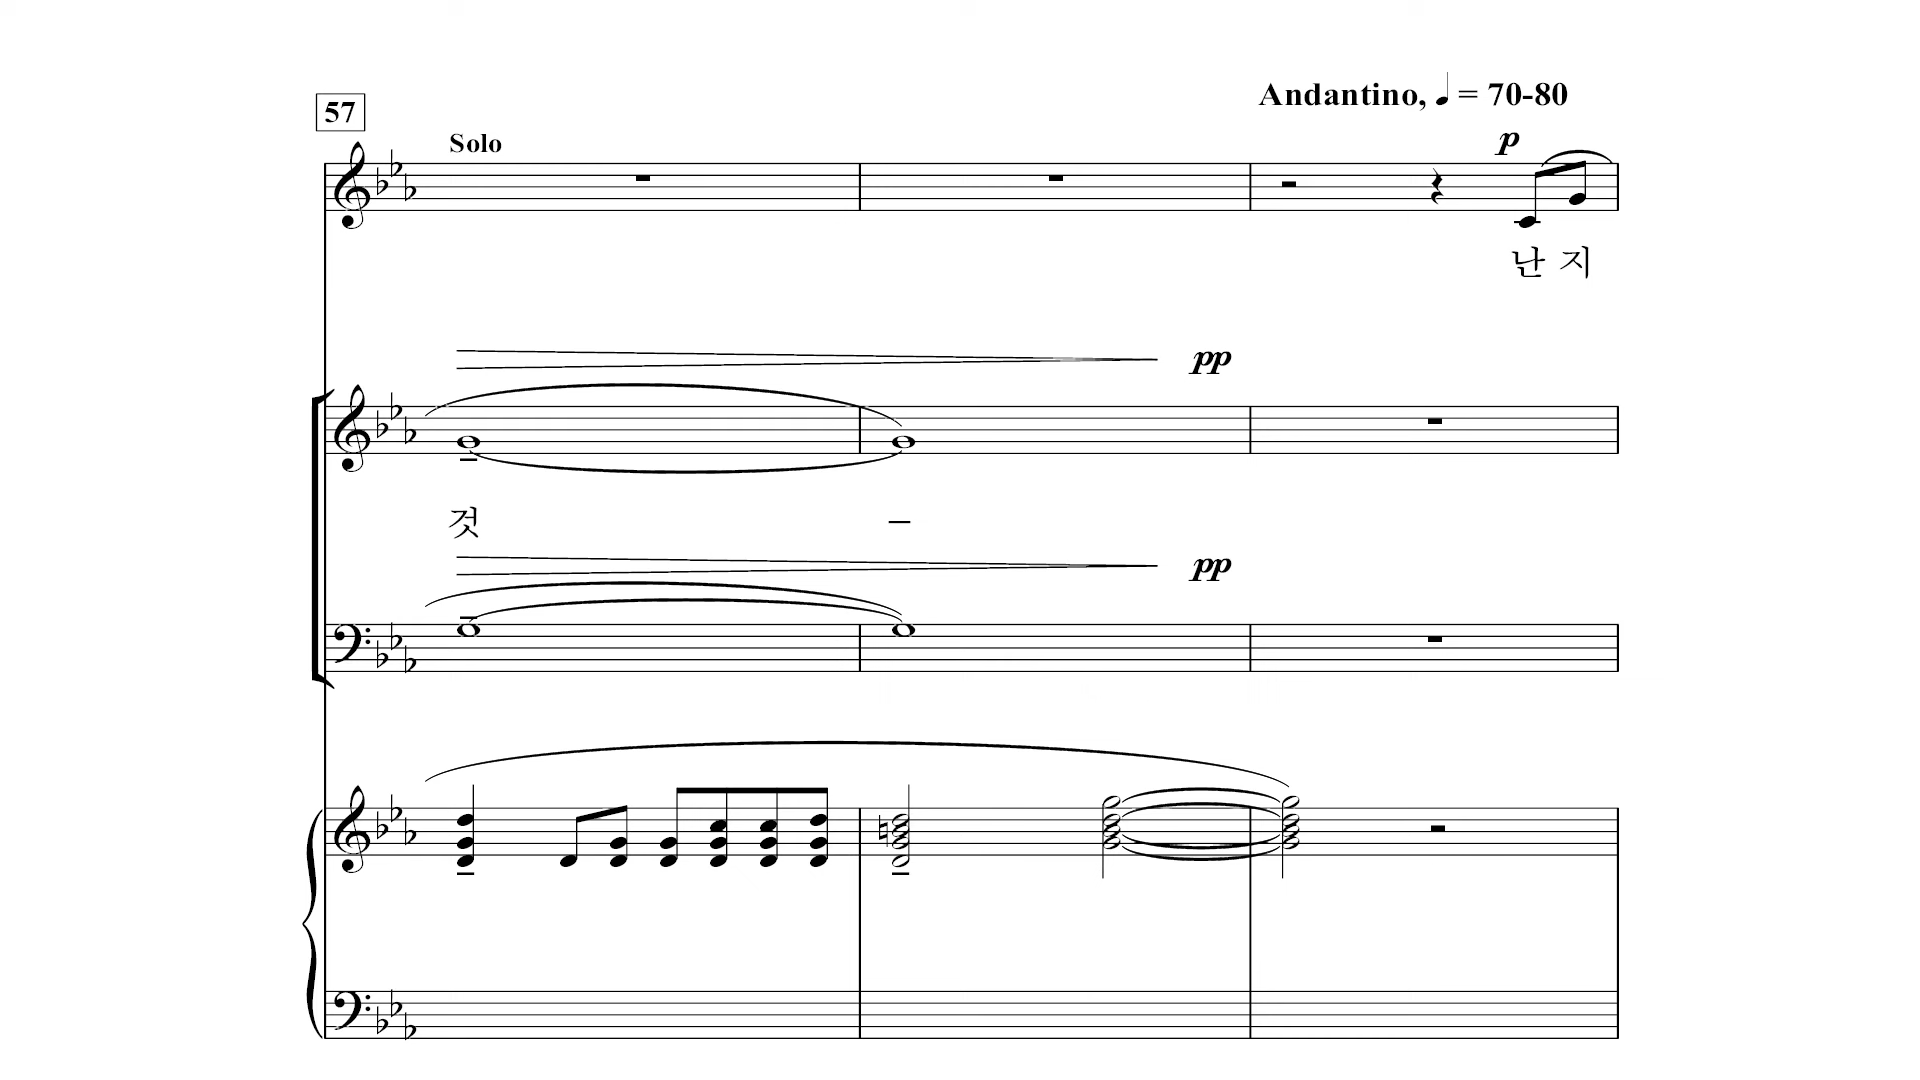 Andantino, ♩ = 70-80
57
Solo
p
난 지
pp
것 –
pp